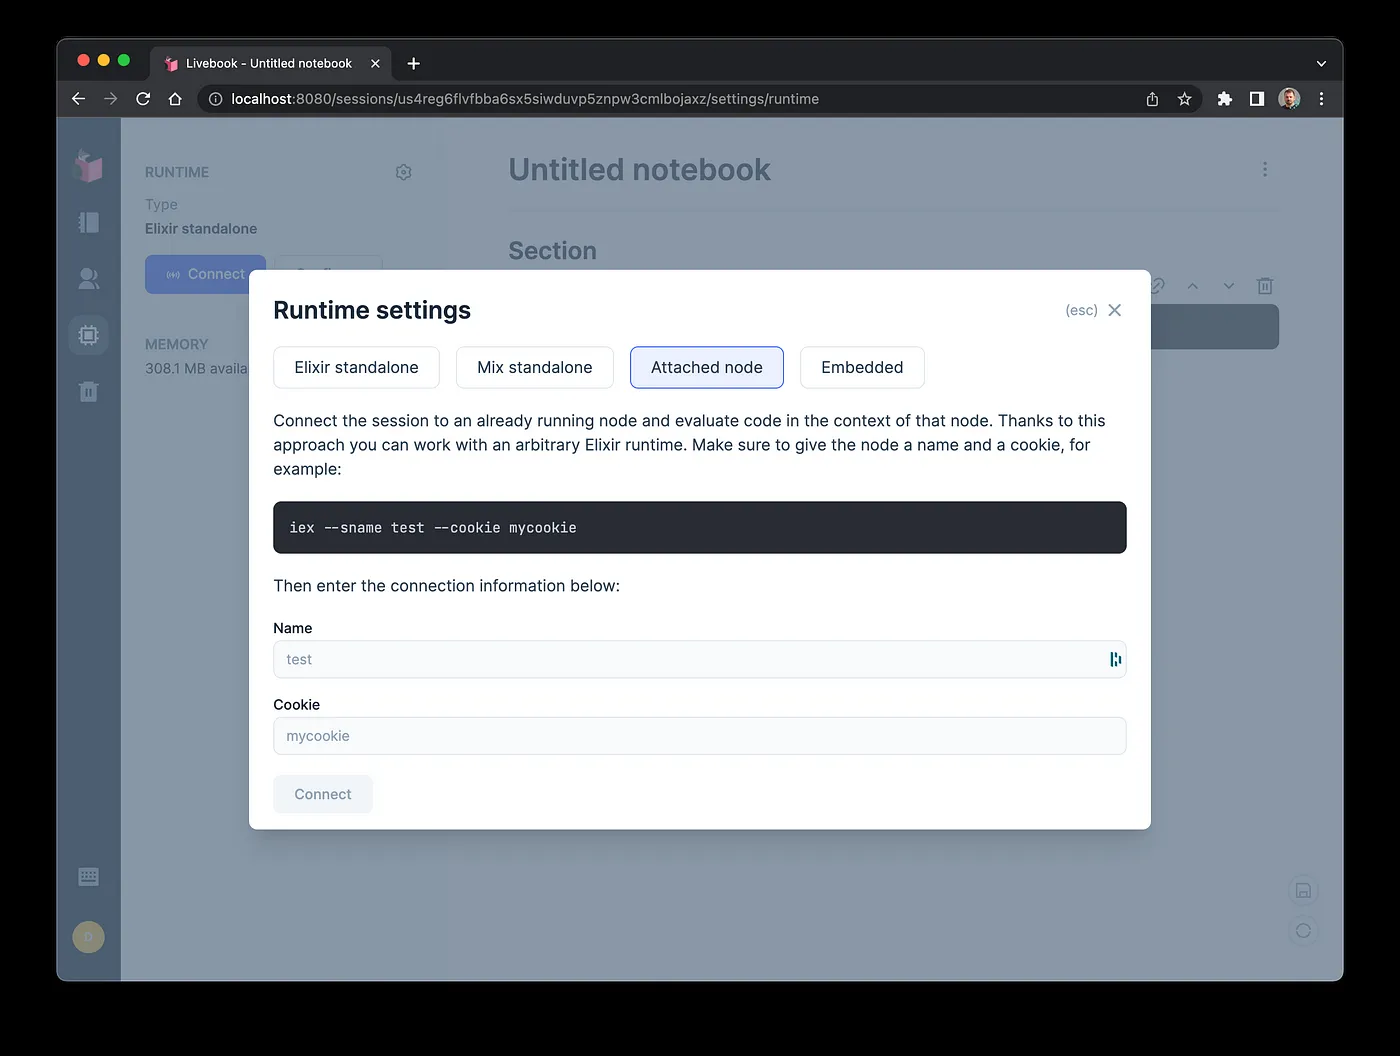 Livebook - Untitled notebook
localhost:8080/sessions/us4reg6flvfbba6sx5siwduvp5znpw3cmlbojaxz/settings/runtime
RUNTIME
Type
Elixir standalone
Connect
MEMORY
308.1 MB availa
D
Untitled notebook
Section
Runtime settings
(esc)
Elixir standalone
Mix standalone
Attached node
Embedded
Connect the session to an already running node and evaluate code in the context of that node. Thanks to this
approach you can work with an arbitrary Elixir runtime. Make sure to give the node a name and a cookie, for
example:
iex --sname test --cookie mycookie
Then enter the connection information below:
Name
test
Cookie
mycookie
Connect